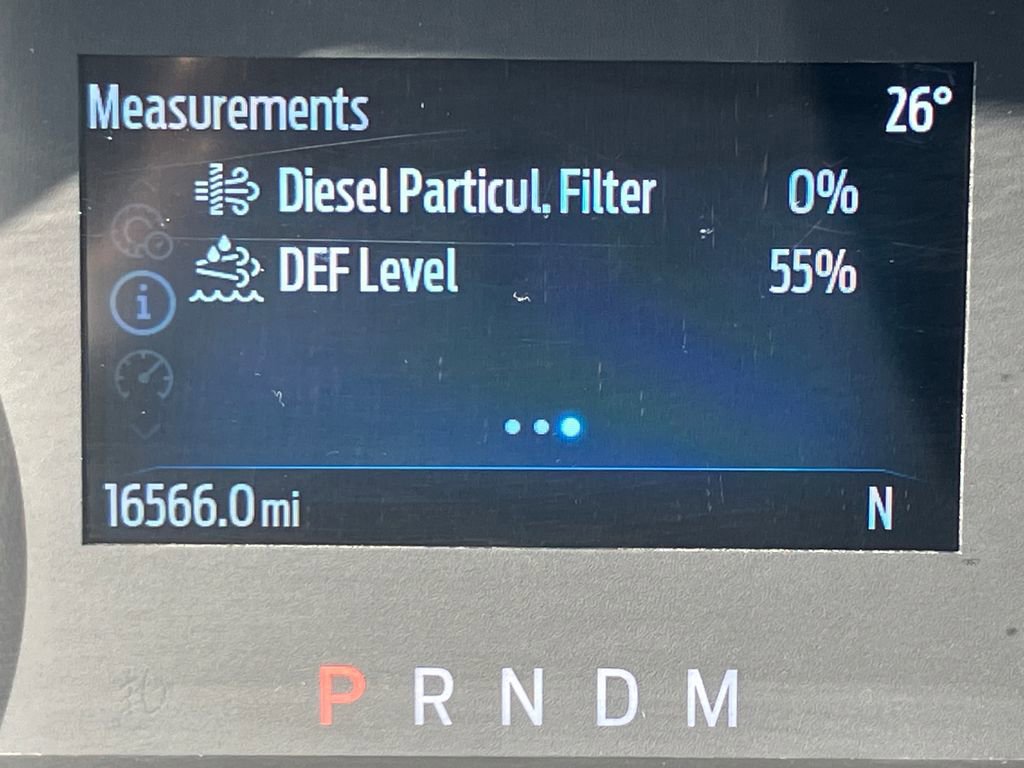 Measurements 26°
Diesel Particul. Filter 0%
DEF Level 55%
i
16566.0 mi N
P R N D M